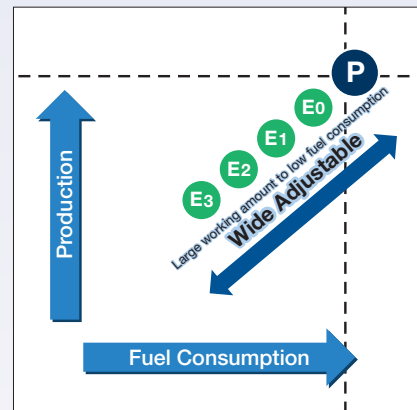 P
E0
E1
E2
E3
Large working amount to low fuel consumption
Wide Adjustable
Production
Fuel Consumption